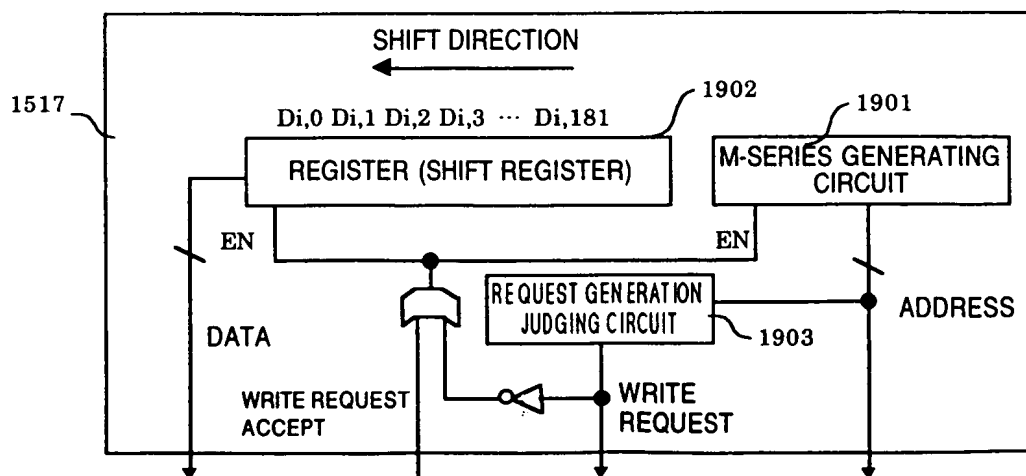 SHIFT DIRECTION
1517
1902
1901
Di,0 Di,1 Di,2 Di,3 ··· Di,181
REGISTER (SHIFT REGISTER)
M-SERIES GENERATING
CIRCUIT
EN
EN
REQUEST GENERATION
JUDGING CIRCUIT
ADDRESS
DATA
1903
WRITE REQUEST
ACCEPT
WRITE
REQUEST